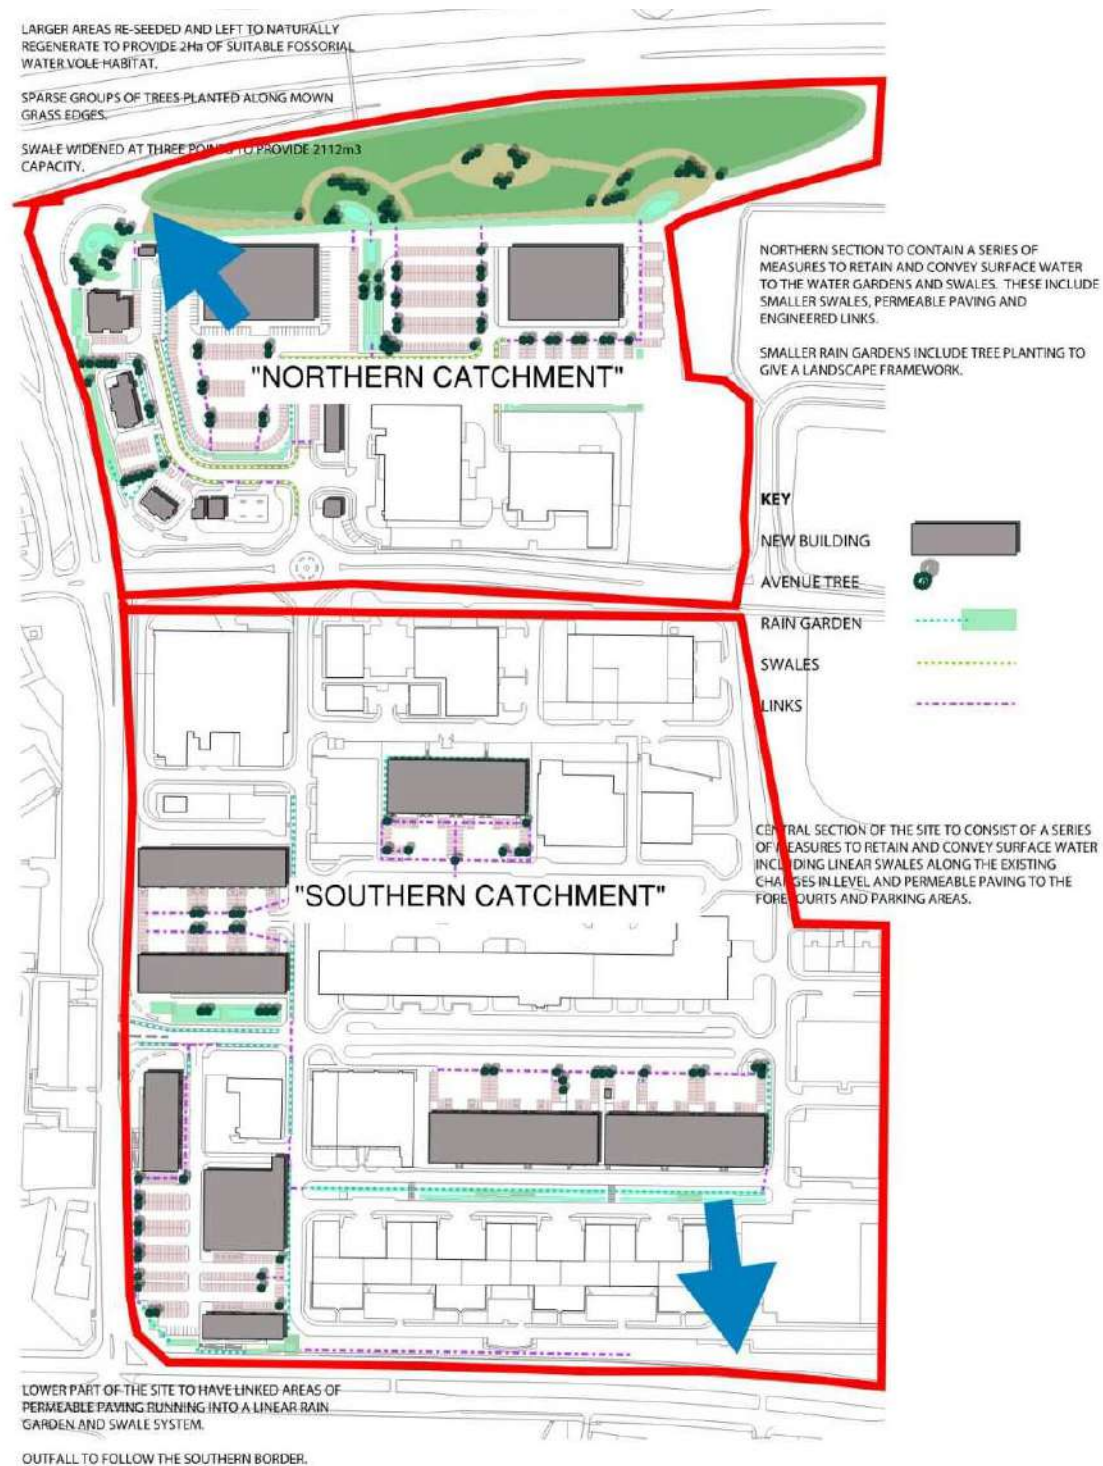 LARGER AREAS RE-SEEDED AND LEFT TO NATURALLY
REGENERATE TO PROVIDE 2Ha OF SUITABLE FOSSORIAL
WATER VOLE HABITAT.
SPARSE GROUPS OF TREES PLANTED ALONG MOWN
GRASS EDGES.
SWALE WIDENED AT THREE POINTS TO PROVIDE 2112m3
CAPACITY.
NORTHERN SECTION TO CONTAIN A SERIES OF
MEASURES TO RETAIN AND CONVEY SURFACE WATER
TO THE WATER GARDENS AND SWALES. THESE INCLUDE
SMALLER SWALES, PERMEABLE PAVING AND
ENGINEERED LINKS.
SMALLER RAIN GARDENS INCLUDE TREE PLANTING TO
GIVE A LANDSCAPE FRAMEWORK.
"NORTHERN CATCHMENT"
KEY
NEW BUILDING
AVENUE TREE
RAIN GARDEN
SWALES
LINKS
CENTRAL SECTION OF THE SITE TO CONSIST OF A SERIES
OF MEASURES TO RETAIN AND CONVEY SURFACE WATER
INCLUDING LINEAR SWALES ALONG THE EXISTING
CHANGES IN LEVEL AND PERMEABLE PAVING TO THE
FORECOURTS AND PARKING AREAS.
"SOUTHERN CATCHMENT"
LOWER PART OF THE SITE TO HAVE LINKED AREAS OF
PERMEABLE PAVING RUNNING INTO A LINEAR RAIN
GARDEN AND SWALE SYSTEM.
OUTFALL TO FOLLOW THE SOUTHERN BORDER.